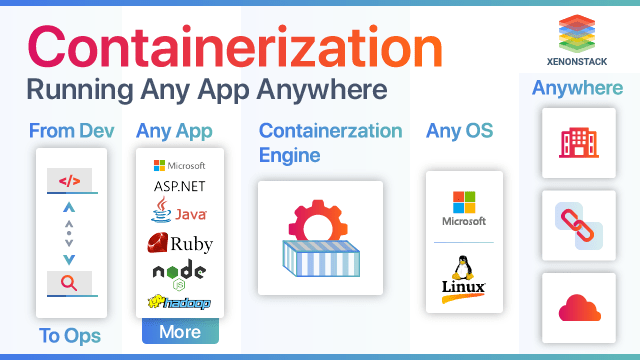 Containerization
Running Any App Anywhere
XENONSTACK
From Dev
</>
To Ops
Any App
Microsoft
ASP.NET
Java
Ruby
node
JS
hadoop
More
Containerzation
Engine
Any OS
Microsoft
Linux
Anywhere